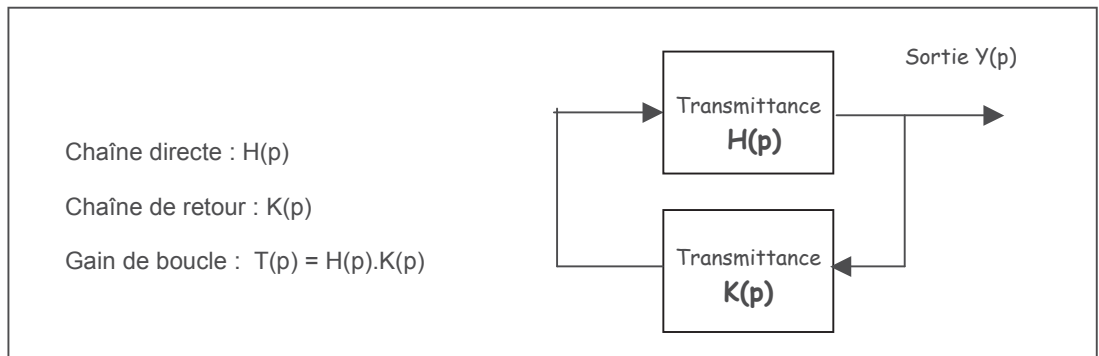 Sortie Y(p)
Transmittance
H(p)
Chaîne directe : H(p)
Chaîne de retour : K(p)
Gain de boucle : T(p) = H(p).K(p)
Transmittance
K(p)